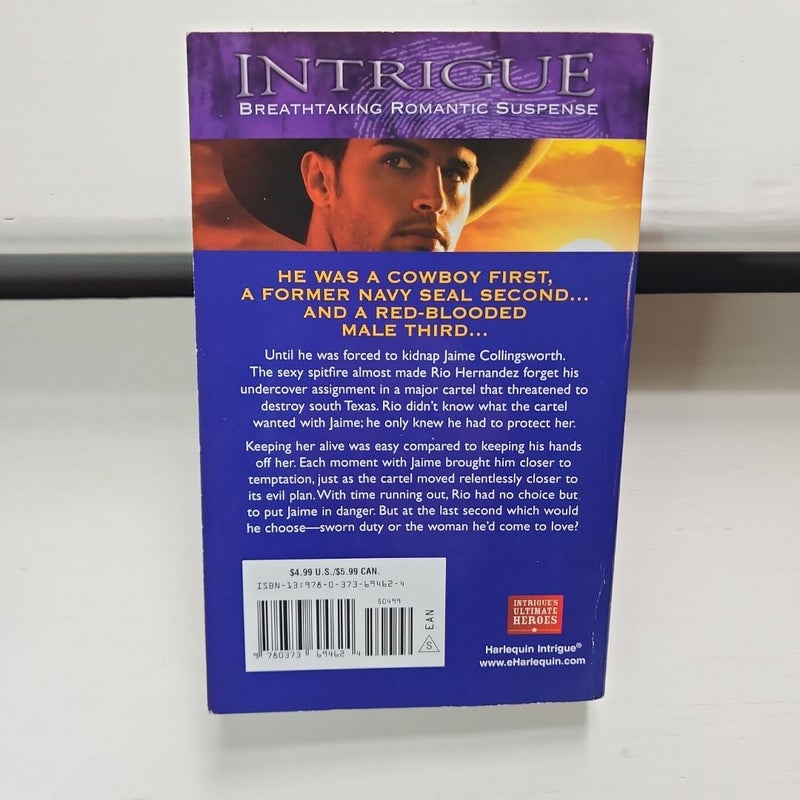 INTRIGUE
BREATHTAKING ROMANTIC SUSPENSE
HE WAS A COWBOY FIRST,
A FORMER NAVY SEAL SECOND...
AND A RED-BLOODED
MALE THIRD...
Until he was forced to kidnap Jaime Collingsworth.
The sexy spitfire almost made Rio Hernandez forget his
undercover assignment in a major cartel that threatened to
destroy south Texas. Rio didn't know what the cartel
wanted with Jaime; he only knew he had to protect her.
Keeping her alive was easy compared to keeping his hands
off her. Each moment with Jaime brought him closer to
temptation, just as the cartel moved relentlessly closer to
its evil plan. With time running out, Rio had no choice but
to put Jaime in danger. But at the last second which would
he choose—sworn duty or the woman he'd come to love?
$4.99 U.S./$5.99 CAN.
ISBN-13:978-0-373-69462-4
50499
9 780373 69462 4
EAN
S
INTRIGUE'S
ULTIMATE
HEROES
Harlequin Intrigue®
www.eHarlequin.com